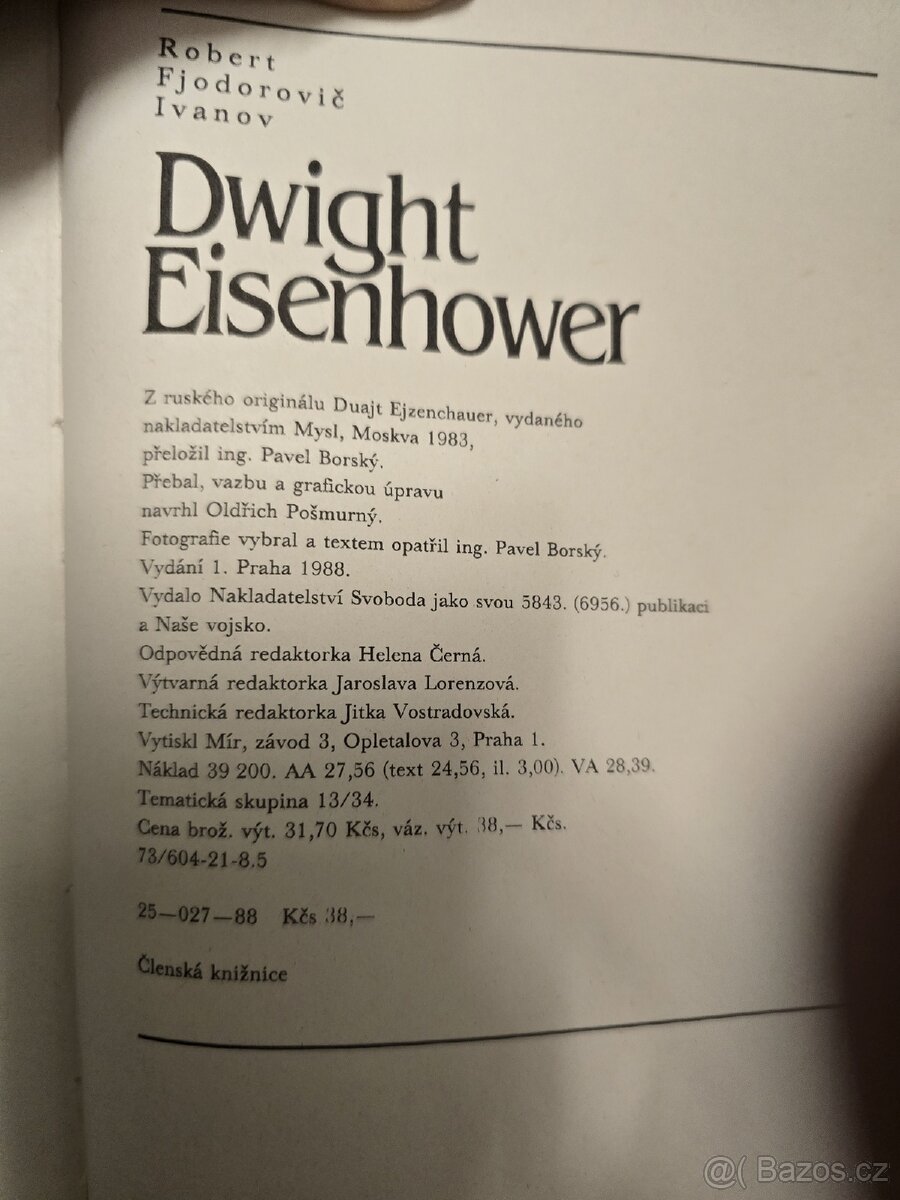 Robert
Fjodorovič
Ivanov
Dwight
Eisenhower
Z ruského originálu Duajt Ejzenchauer, vydaného
nakladatelstvím Mysl, Moskva 1983,
přeložil ing. Pavel Borský.
Přebal, vazbu a grafickou úpravu
navrhl Oldřich Pošmurný.
Fotografie vybral a textem opatřil ing. Pavel Borský.
Vydání 1. Praha 1988.
Vydalo Nakladatelství Svoboda jako svou 5843. (6956.) publikaci
a Naše vojsko.
Odpovědná redaktorka Helena Černá.
Výtvarná redaktorka Jaroslava Lorenzová.
Technická redaktorka Jitka Vostradovská.
Vytiskl Mír, závod 3, Opletalova 3, Praha 1.
Náklad 39 200. AA 27,56 (text 24,56, il. 3,00). VA 28,39.
Tematická skupina 13/34.
Cena brož. výt. 31,70 Kčs, váz. výt. 38,— Kčs.
73/604-21-8.5
25—027—88 Kčs 38,—
Členská knižnice
@( Bazos.cz